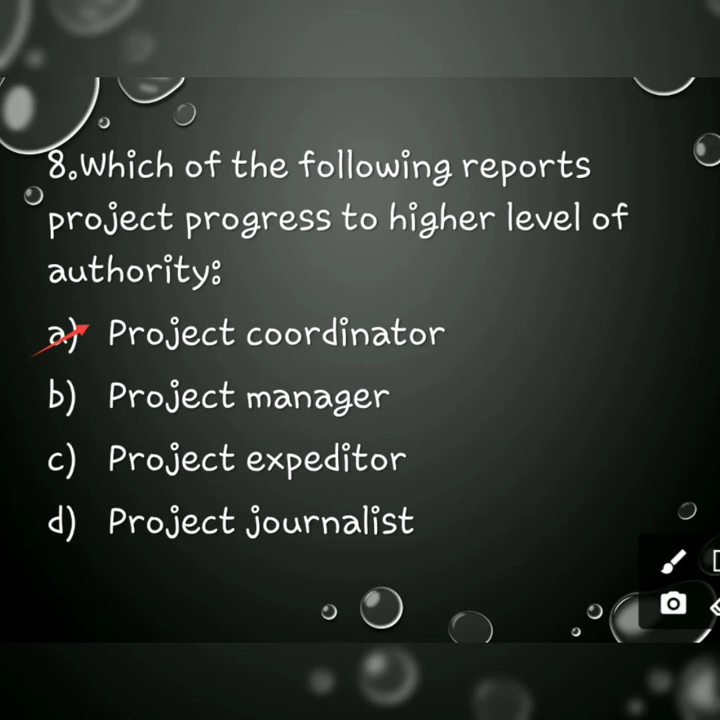 8.Which of the following reports
project progress to higher level of
authority:
a) Project coordinator
b) Project manager
c) Project expeditor
d) Project journalist